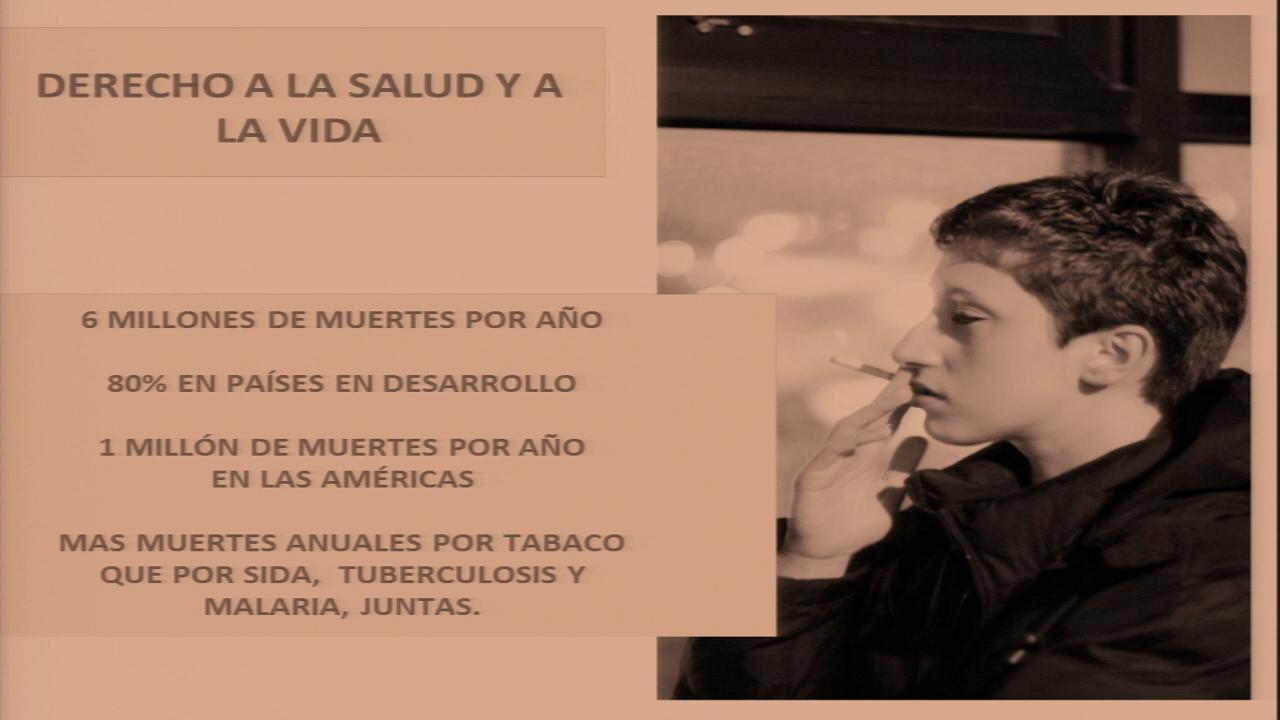 DERECHO A LA SALUD Y A
LA VIDA
6 MILLONES DE MUERTES POR AÑO
80% EN PAÍSES EN DESARROLLO
1 MILLÓN DE MUERTES POR AÑO
EN LAS AMÉRICAS
MAS MUERTES ANUALES POR TABACO
QUE POR SIDA, TUBERCULOSIS Y
MALARIA, JUNTAS.